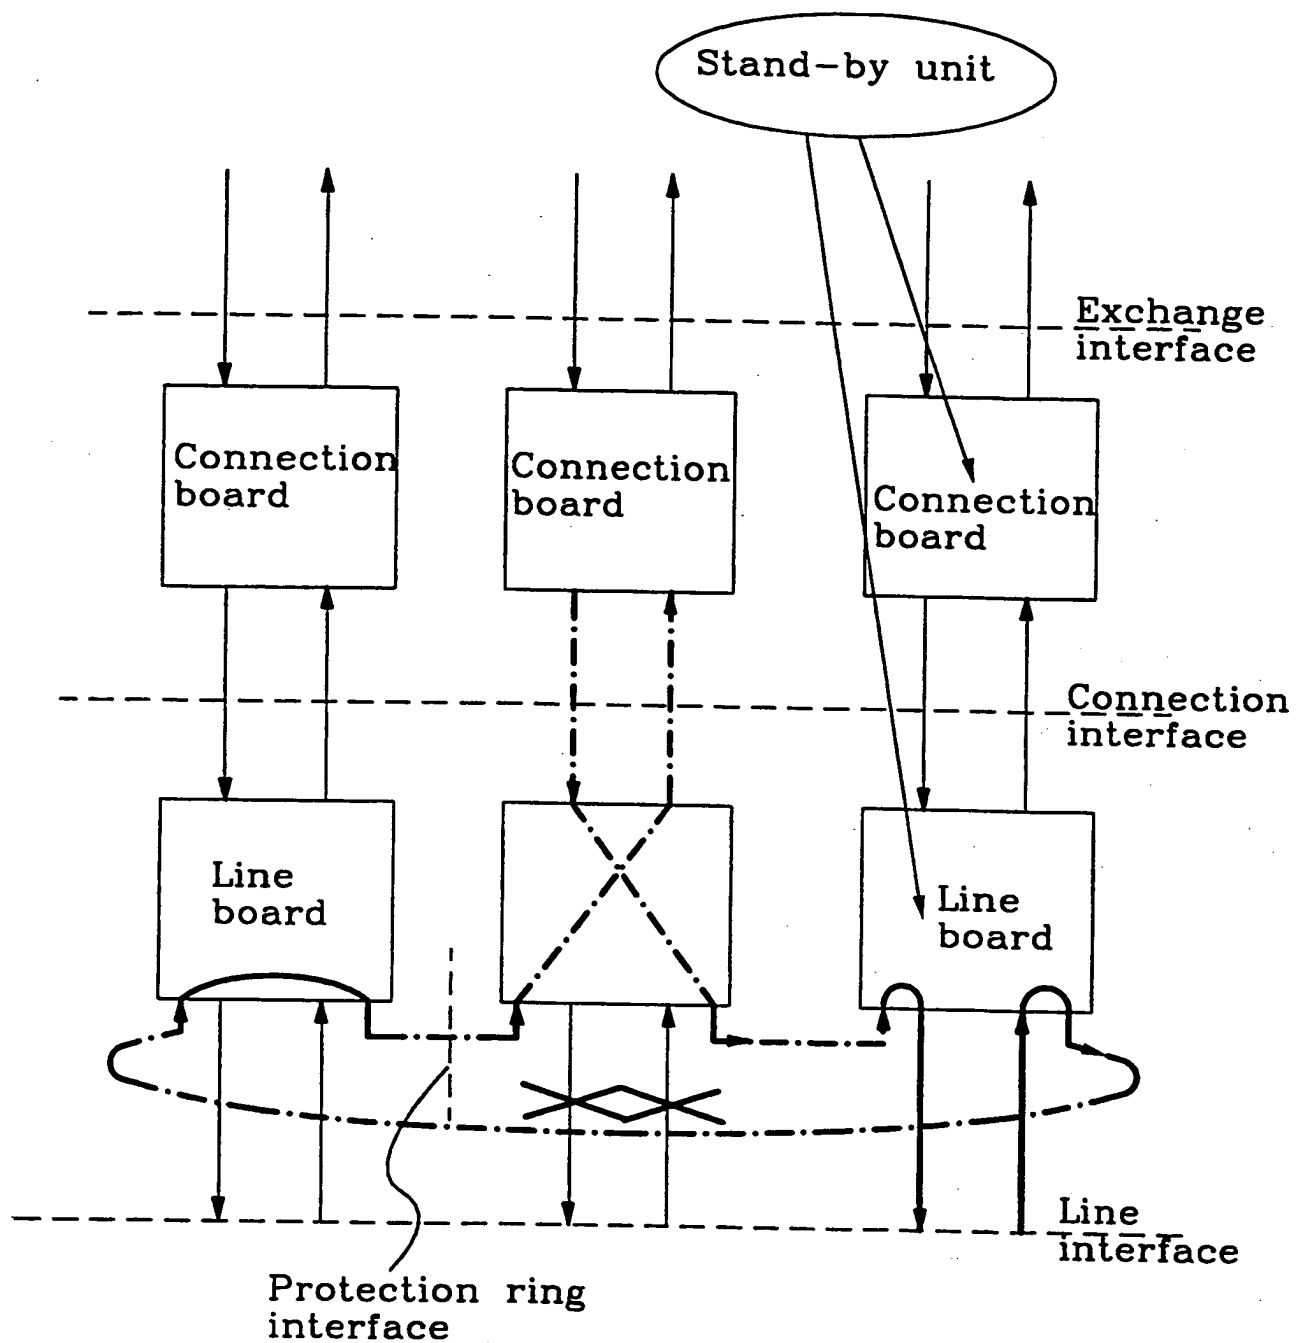 Stand-by unit
Exchange
interface
Connection
board
Connection
board
Connection
board
Connection
interface
Line
board
Line
board
Line
interface
Protection ring
interface